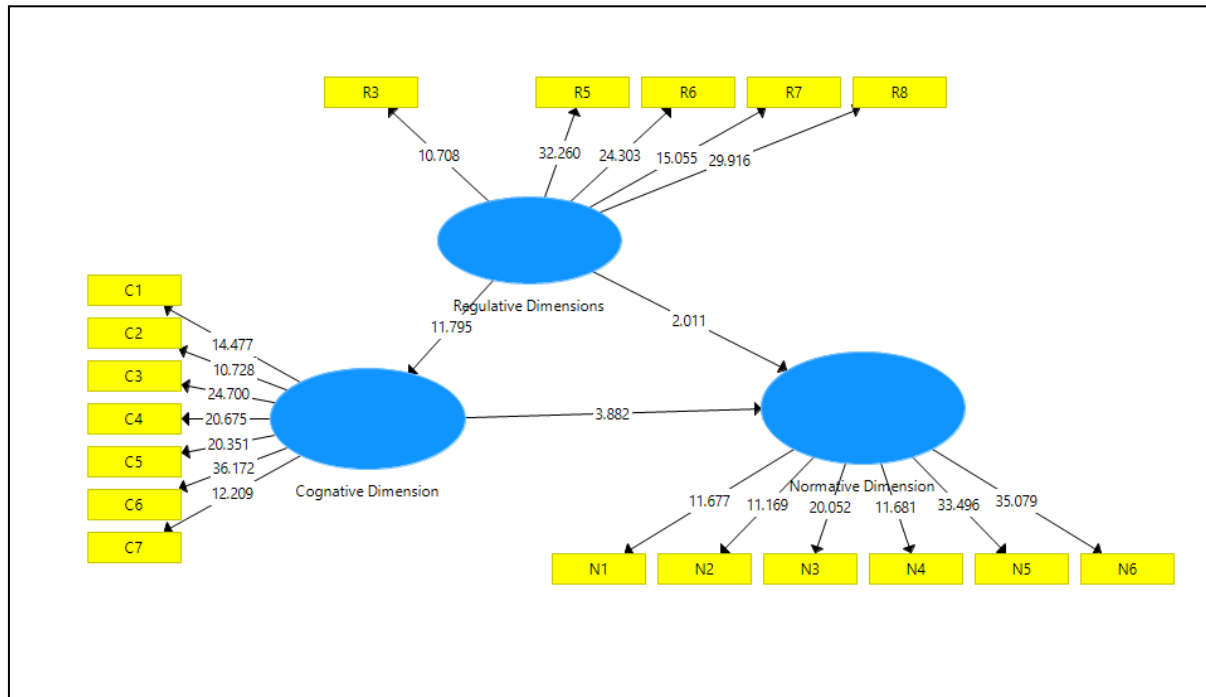 R3
R5
R6
R7
R8
10.708
32.260
24.303
15.055
29.916
Regulative Dimensions
11.795
2.011
C1
C2
C3
C4
C5
C6
C7
14.477
10.728
24.700
20.675
20.351
36.172
12.209
Cognative Dimension
3.882
Normative Dimension
11.677
11.169
20.052
11.681
33.496
35.079
N1
N2
N3
N4
N5
N6